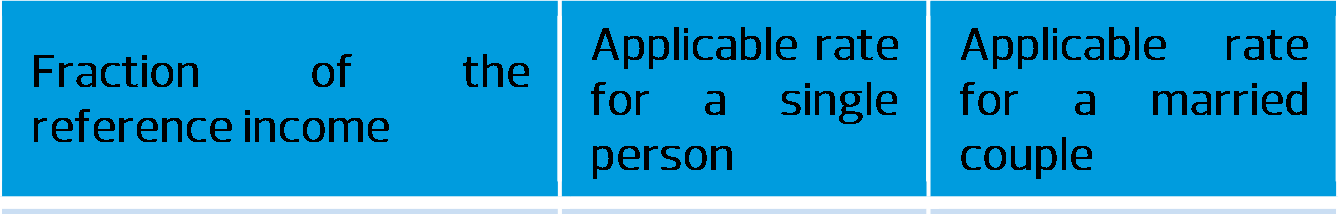 Fraction of the
reference income
Applicable rate
for a single
person
Applicable rate
for a married
couple